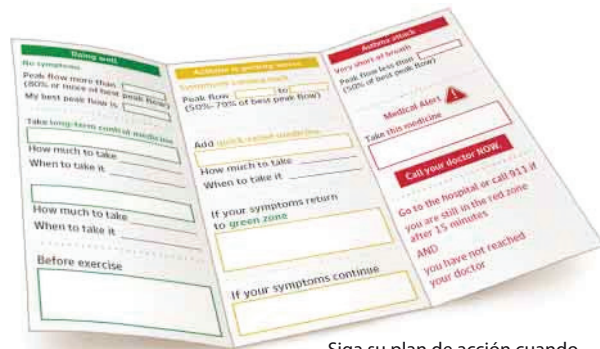 Doing well
No symptoms
Peak flow more than
(80% or more of best peak flow)
My best peak flow is
Take long-term control medicine
How much to take
When to take it
How much to take
When to take it
Before exercise
Asthma is getting worse
Peak flow to
(50%- 79% of best peak flow)
Add quick-relief medicine
How much to take
When to take it
If your symptoms return
to green zone
If your symptoms continue
Asthma attack
Very short of breath
Peak flow less than
(50% of best peak flow)
Medical Alert
Take this medicine
Call your doctor NOW.
Go to the hospital or call 911 if
you are still in the red zone
after 15 minutes
AND
you have not reached
your doctor
Siga su plan de acción cuando